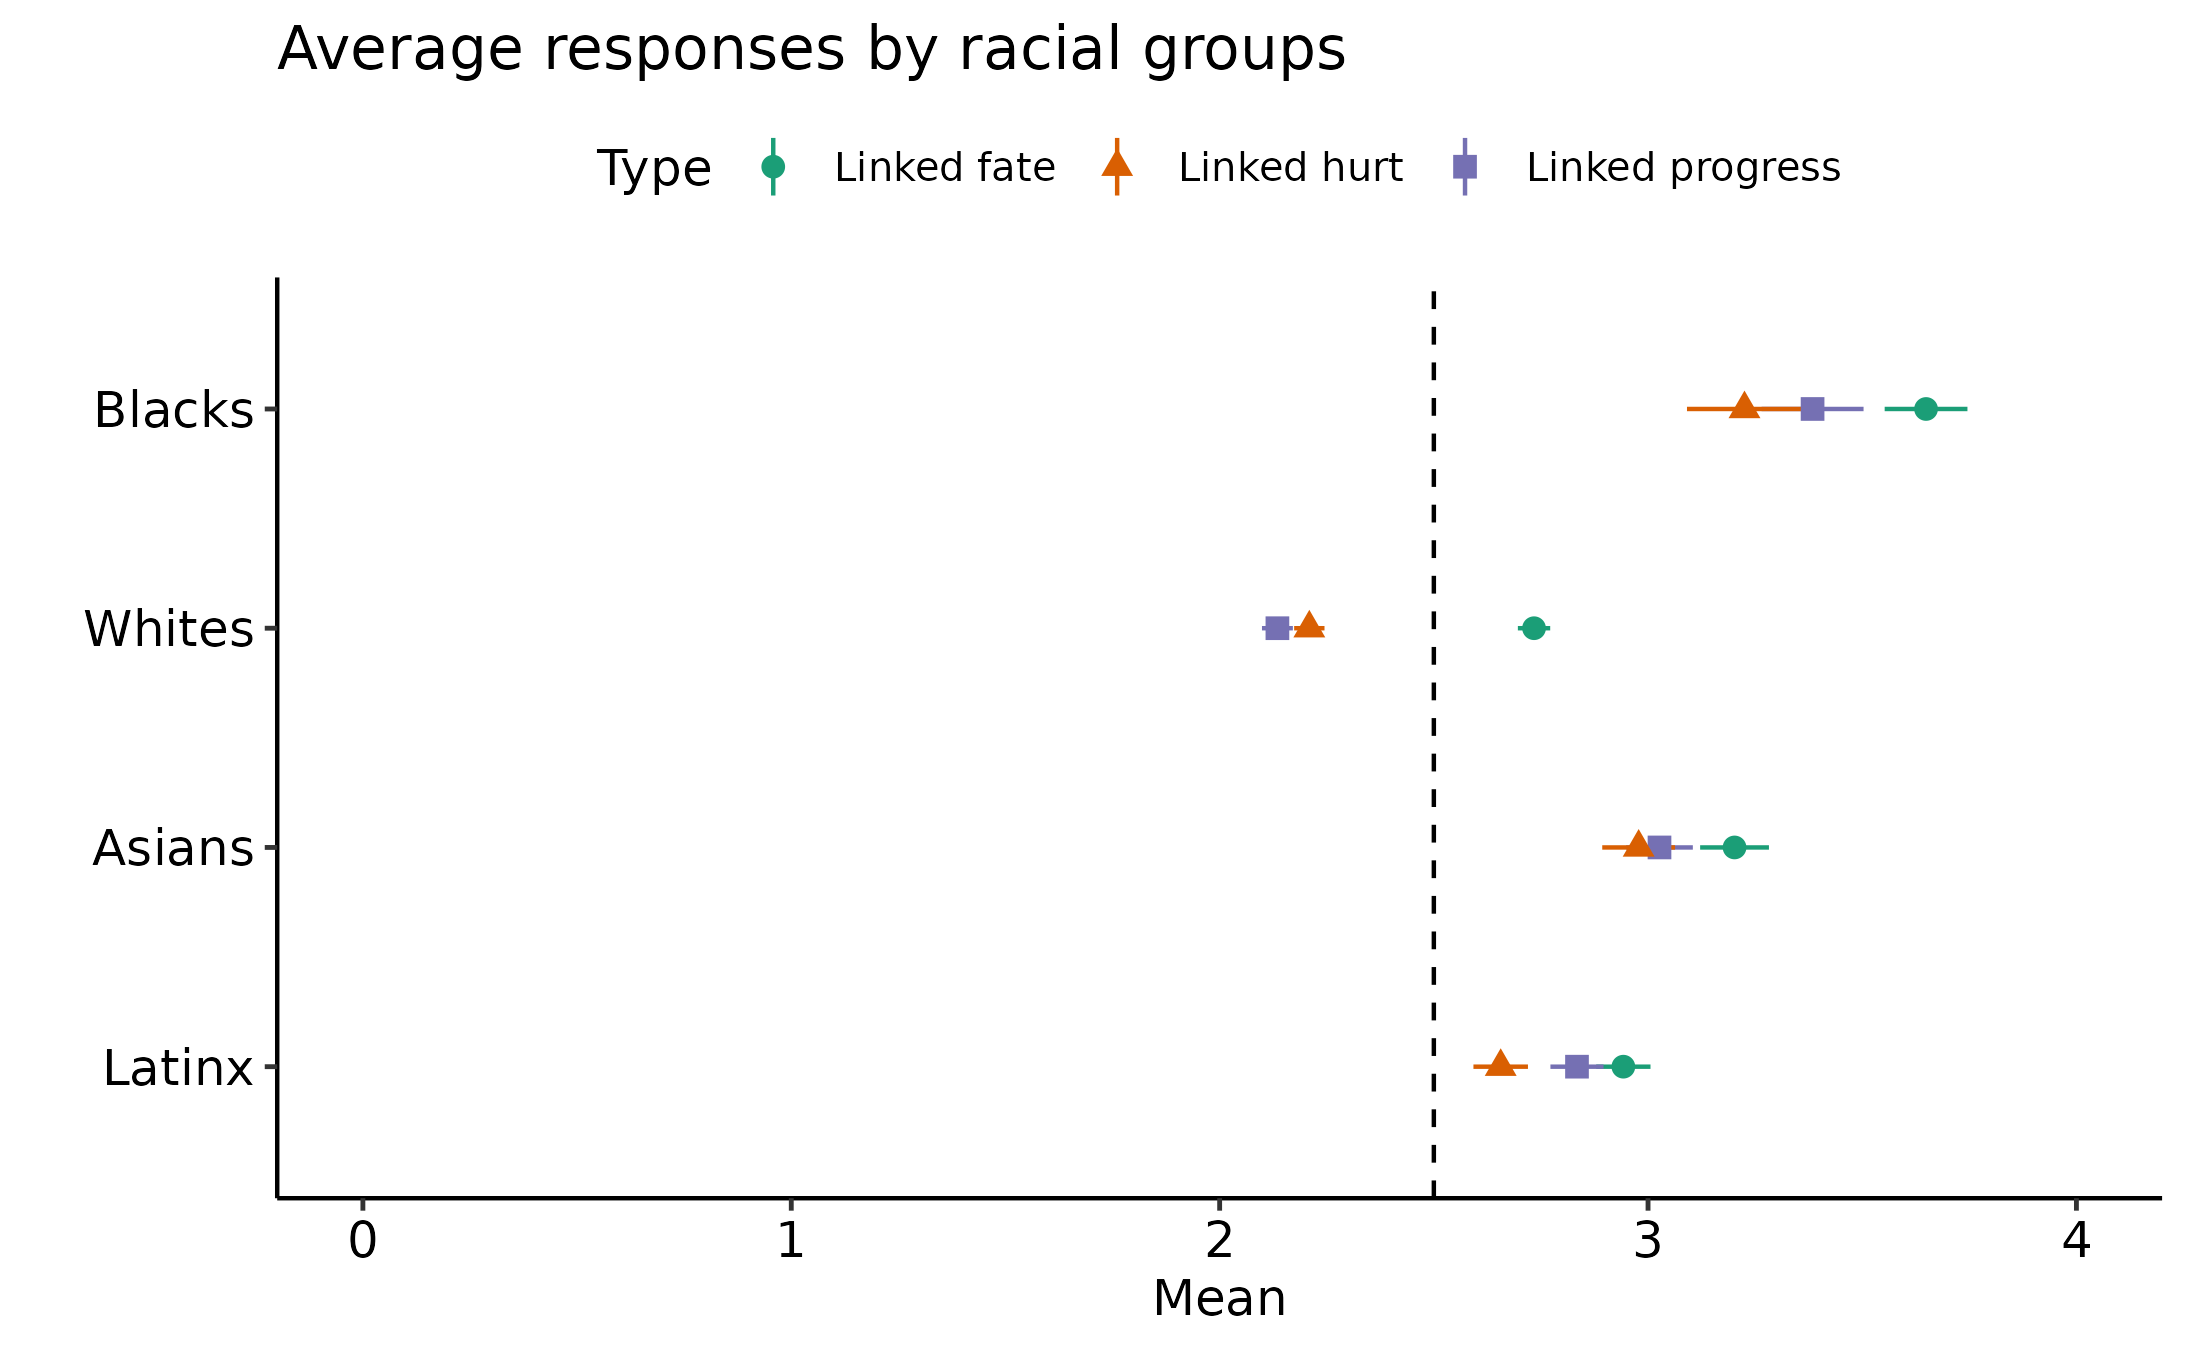 Average responses by racial groups
Type Linked fate Linked hurt Linked progress
Blacks
Whites
Asians
Latinx
0 1 2 3 4
Mean